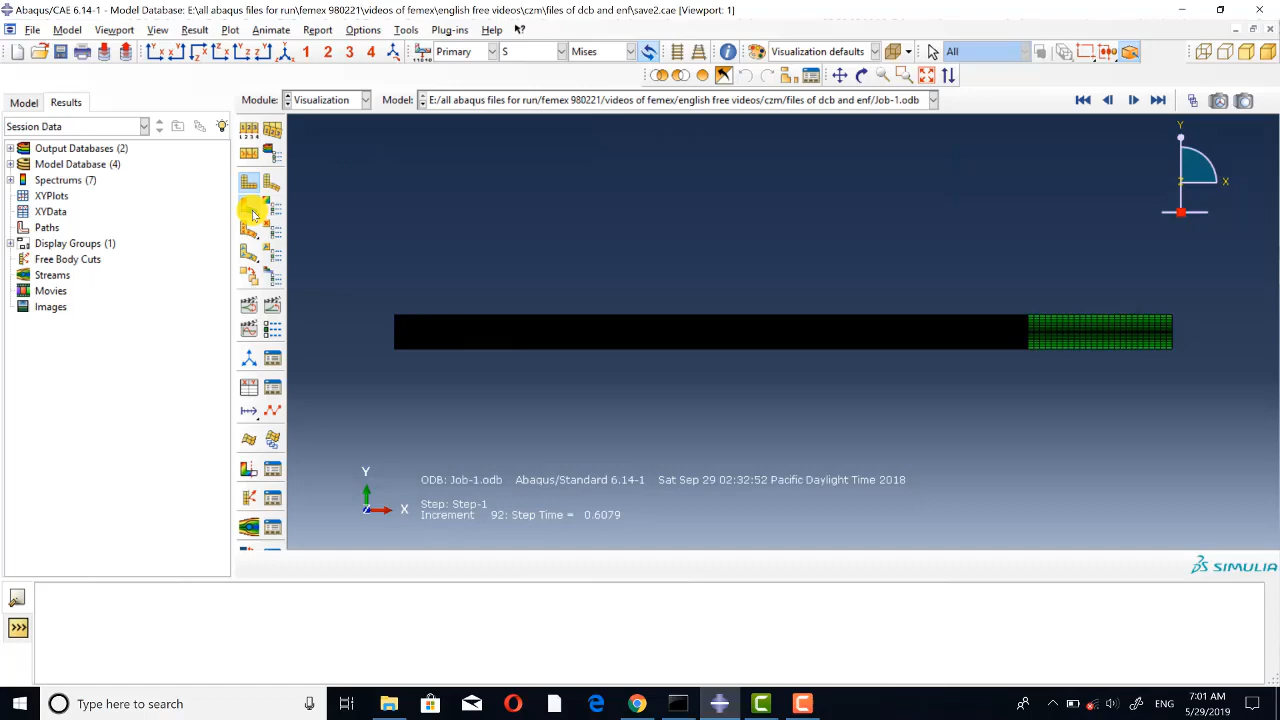 Abaqus/CAE 6.14-1 - Model Database: E:\all abaqus files for run\femex 980221\videos of femex\english free videos\czm\files of dcb and enf\save2.cae [Viewport: 1]
File Model Viewport View Result Plot Animate Report Options Tools Plug-ins Help
1 2 3 4 Primary S Mises Visualization defaults All
Model Results Module: Visualization Model: E:/all abaqus files for run/femex 980221/videos of femex/english free videos/czm/files of dcb and enf/Job-1.odb
Session Data
Output Databases (2)
Model Database (4)
Spectrums (7)
XYPlots
XYData
Paths
Display Groups (1)
Free Body Cuts
Streams
Movies
Images
Y
Z X
Y
Z X
ODB: Job-1.odb Abaqus/Standard 6.14-1 Sat Sep 29 02:32:52 Pacific Daylight Time 2018
Step: Step-1
Increment 92: Step Time = 0.6079
SIMULIA
>>>
Type here to search
ENG
7:01 AM
5/29/2019